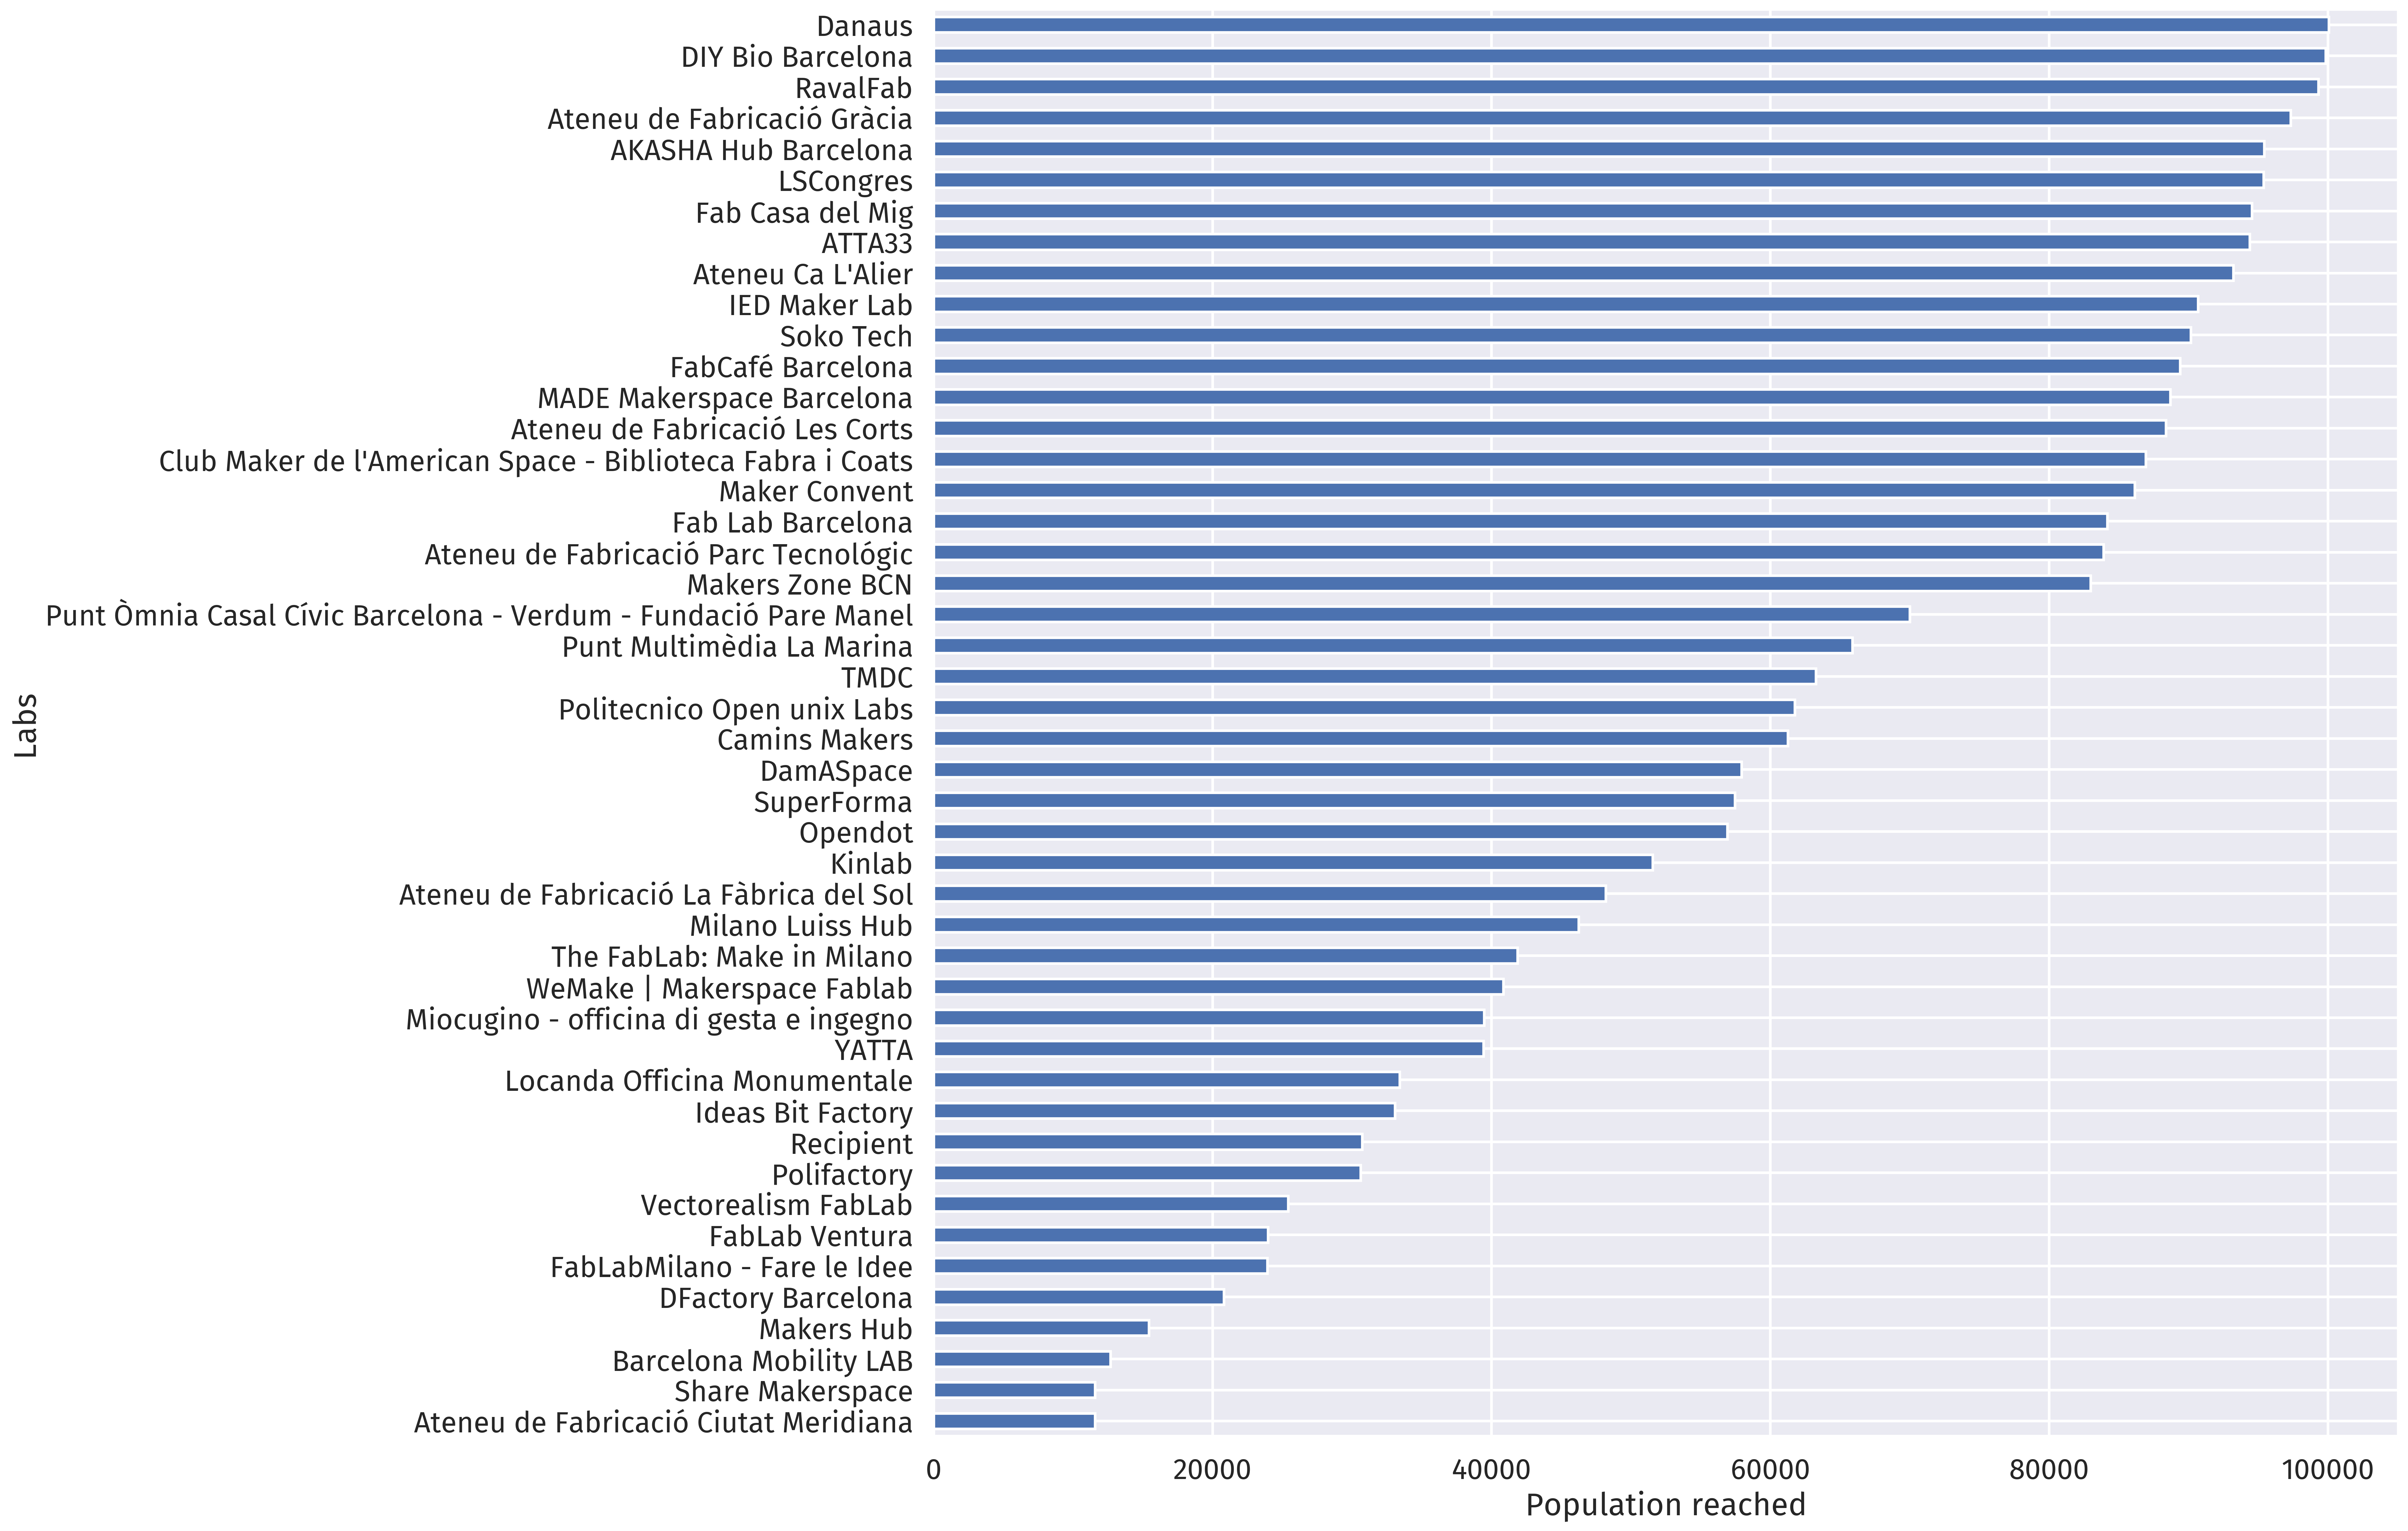 Danaus
DIY Bio Barcelona
RavalFab
Ateneu de Fabricació Gràcia
AKASHA Hub Barcelona
LSCongres
Fab Casa del Mig
ATTA33
Ateneu Ca L'Alier
IED Maker Lab
Soko Tech
FabCafé Barcelona
MADE Makerspace Barcelona
Ateneu de Fabricació Les Corts
Club Maker de l'American Space - Biblioteca Fabra i Coats
Maker Convent
Fab Lab Barcelona
Ateneu de Fabricació Parc Tecnológic
Makers Zone BCN
Punt Òmnia Casal Cívic Barcelona - Verdum - Fundació Pare Manel
Punt Multimèdia La Marina
TMDC
Politecnico Open unix Labs
Camins Makers
DamASpace
SuperForma
Opendot
Kinlab
Ateneu de Fabricació La Fàbrica del Sol
Milano Luiss Hub
The FabLab: Make in Milano
WeMake | Makerspace Fablab
Miocugino - officina di gesta e ingegno
YATTA
Locanda Officina Monumentale
Ideas Bit Factory
Recipient
Polifactory
Vectorealism FabLab
FabLab Ventura
FabLabMilano - Fare le Idee
DFactory Barcelona
Makers Hub
Barcelona Mobility LAB
Share Makerspace
Ateneu de Fabricació Ciutat Meridiana
Labs
0 20000 40000 60000 80000 100000
Population reached